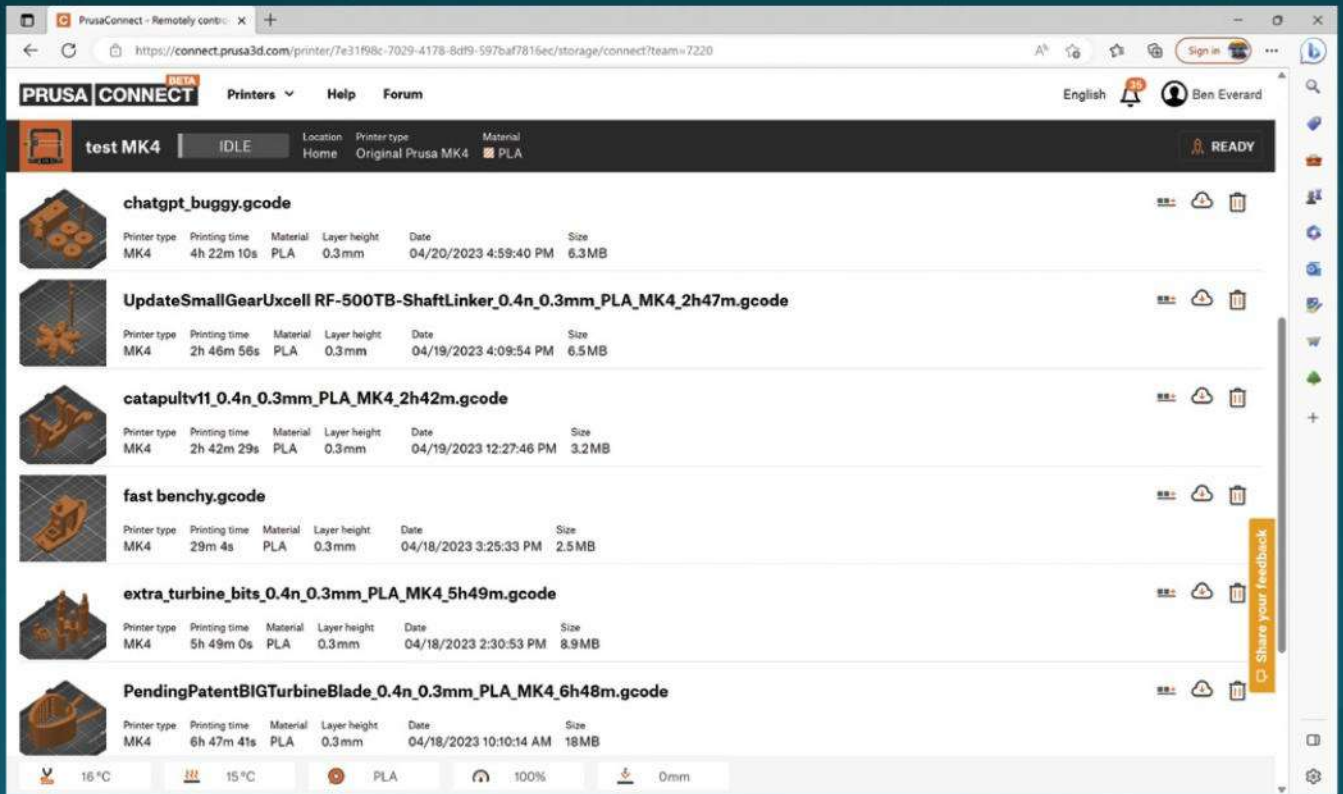 PrusaConnect - Remotely contro
https://connect.prusa3d.com/printer/7e31f98c-7029-4178-8df9-597baf7816ec/storage/connect?team=7220
Sign in
PRUSA CONNECT BETA Printers Help Forum English 35 Ben Everard
test MK4 IDLE
Location Printer type Material
Home Original Prusa MK4 PLA
READY
chatgpt_buggy.gcode
Printer type Printing time Material Layer height Date Size
MK4 4h 22m 10s PLA 0.3mm 04/20/2023 4:59:40 PM 6.3MB
UpdateSmallGearUxcell RF-500TB-ShaftLinker_0.4n_0.3mm_PLA_MK4_2h47m.gcode
Printer type Printing time Material Layer height Date Size
MK4 2h 46m 56s PLA 0.3mm 04/19/2023 4:09:54 PM 6.5MB
catapultv11_0.4n_0.3mm_PLA_MK4_2h42m.gcode
Printer type Printing time Material Layer height Date Size
MK4 2h 42m 29s PLA 0.3mm 04/19/2023 12:27:46 PM 3.2MB
fast benchy.gcode
Printer type Printing time Material Layer height Date Size
MK4 29m 4s PLA 0.3mm 04/18/2023 3:25:33 PM 2.5MB
extra_turbine_bits_0.4n_0.3mm_PLA_MK4_5h49m.gcode
Printer type Printing time Material Layer height Date Size
MK4 5h 49m 0s PLA 0.3mm 04/18/2023 2:30:53 PM 8.9MB
Share your feedback
PendingPatentBIGTurbineBlade_0.4n_0.3mm_PLA_MK4_6h48m.gcode
Printer type Printing time Material Layer height Date Size
MK4 6h 47m 41s PLA 0.3mm 04/18/2023 10:10:14 AM 18MB
16°C 15°C PLA 100% 0mm